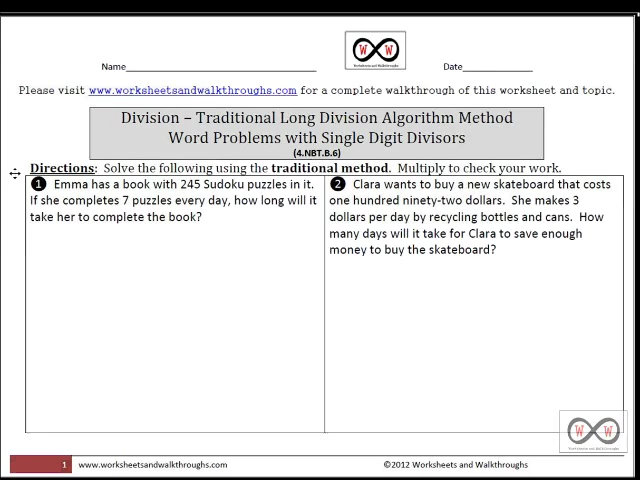 W W
Worksheets and Walkthroughs
Name Date
Please visit www.worksheetsandwalkthroughs.com for a complete walkthrough of this worksheet and topic.
Division – Traditional Long Division Algorithm Method
Word Problems with Single Digit Divisors
(4.NBT.B.6)
Directions: Solve the following using the traditional method. Multiply to check your work.
1 Emma has a book with 245 Sudoku puzzles in it.
If she completes 7 puzzles every day, how long will it
take her to complete the book?
2 Clara wants to buy a new skateboard that costs
one hundred ninety-two dollars. She makes 3
dollars per day by recycling bottles and cans. How
many days will it take for Clara to save enough
money to buy the skateboard?
W W
Worksheets and Walkthroughs
1 www.worksheetsandwalkthroughs.com ©2012 Worksheets and Walkthroughs